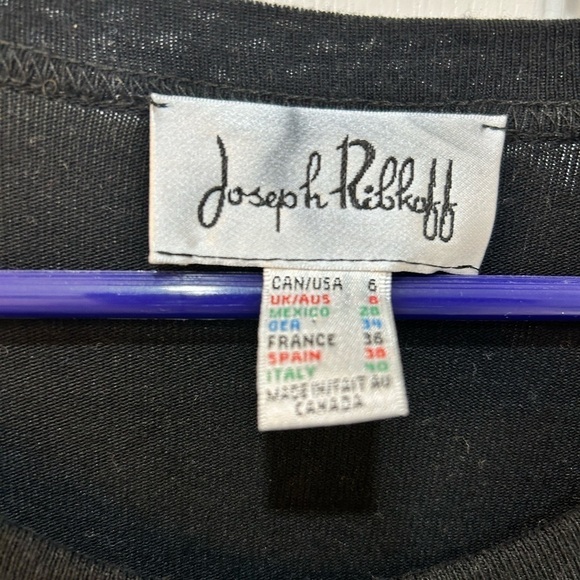 Joseph Ribkoff
CAN/USA 6
UK/AUS 8
MEXICO 28
GER 34
FRANCE 36
SPAIN 38
ITALY 40
MADE IN/FAIT AU
CANADA